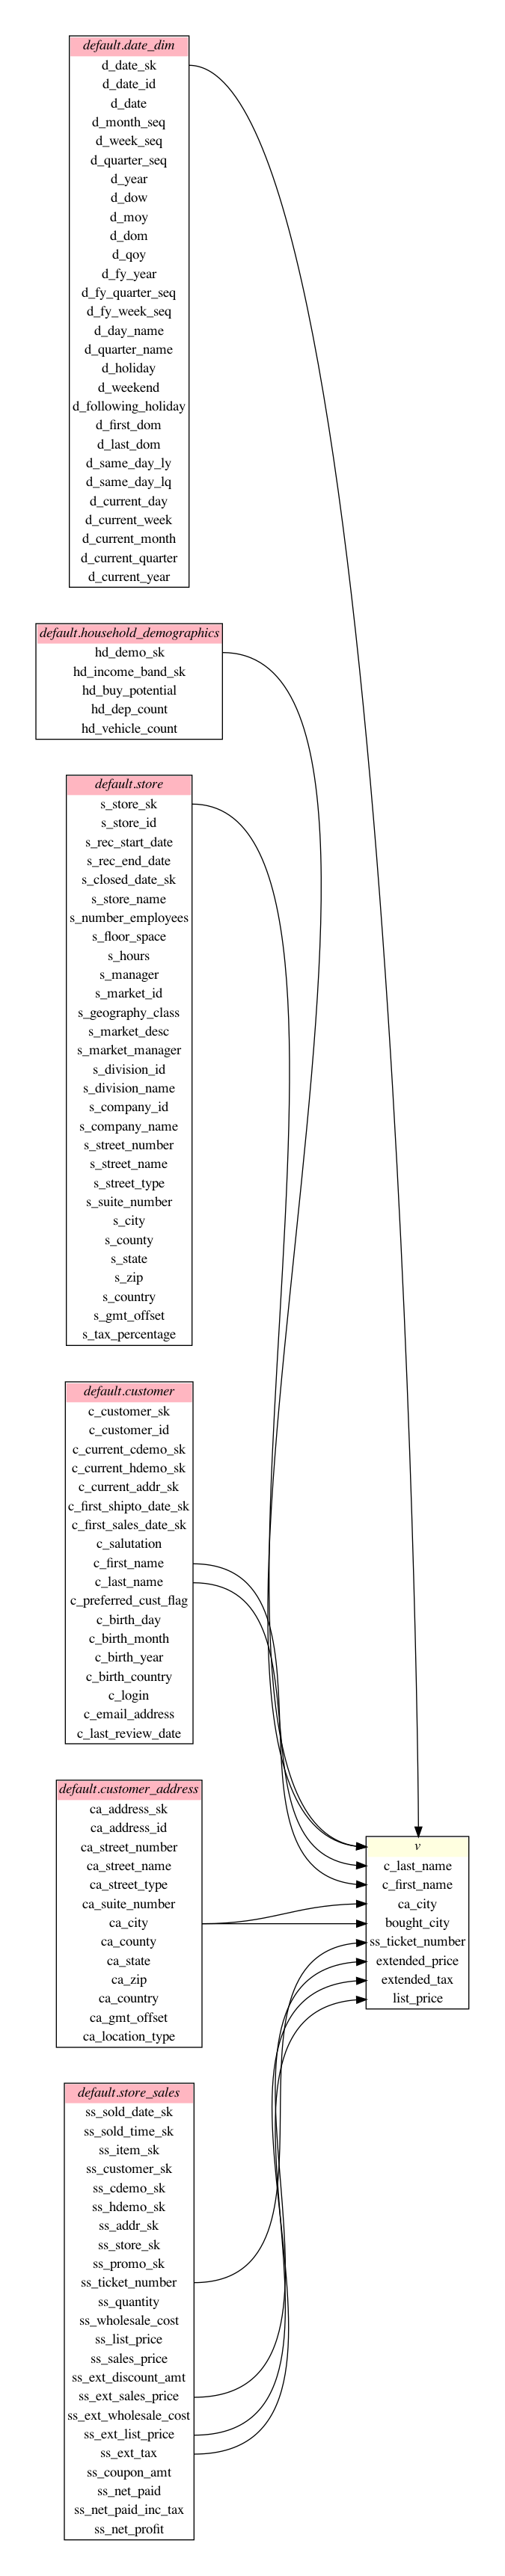 default.date_dim
d_date_sk
d_date_id
d_date
d_month_seq
d_week_seq
d_quarter_seq
d_year
d_dow
d_moy
d_dom
d_qoy
d_fy_year
d_fy_quarter_seq
d_fy_week_seq
d_day_name
d_quarter_name
d_holiday
d_weekend
d_following_holiday
d_first_dom
d_last_dom
d_same_day_ly
d_same_day_lq
d_current_day
d_current_week
d_current_month
d_current_quarter
d_current_year
default.household_demographics
hd_demo_sk
hd_income_band_sk
hd_buy_potential
hd_dep_count
hd_vehicle_count
default.store
s_store_sk
s_store_id
s_rec_start_date
s_rec_end_date
s_closed_date_sk
s_store_name
s_number_employees
s_floor_space
s_hours
s_manager
s_market_id
s_geography_class
s_market_desc
s_market_manager
s_division_id
s_division_name
s_company_id
s_company_name
s_street_number
s_street_name
s_street_type
s_suite_number
s_city
s_county
s_state
s_zip
s_country
s_gmt_offset
s_tax_percentage
default.customer
c_customer_sk
c_customer_id
c_current_cdemo_sk
c_current_hdemo_sk
c_current_addr_sk
c_first_shipto_date_sk
c_first_sales_date_sk
c_salutation
c_first_name
c_last_name
c_preferred_cust_flag
c_birth_day
c_birth_month
c_birth_year
c_birth_country
c_login
c_email_address
c_last_review_date
default.customer_address
ca_address_sk
ca_address_id
ca_street_number
ca_street_name
ca_street_type
ca_suite_number
ca_city
ca_county
ca_state
ca_zip
ca_country
ca_gmt_offset
ca_location_type
v
c_last_name
c_first_name
ca_city
bought_city
ss_ticket_number
extended_price
extended_tax
list_price
default.store_sales
ss_sold_date_sk
ss_sold_time_sk
ss_item_sk
ss_customer_sk
ss_cdemo_sk
ss_hdemo_sk
ss_addr_sk
ss_store_sk
ss_promo_sk
ss_ticket_number
ss_quantity
ss_wholesale_cost
ss_list_price
ss_sales_price
ss_ext_discount_amt
ss_ext_sales_price
ss_ext_wholesale_cost
ss_ext_list_price
ss_ext_tax
ss_coupon_amt
ss_net_paid
ss_net_paid_inc_tax
ss_net_profit